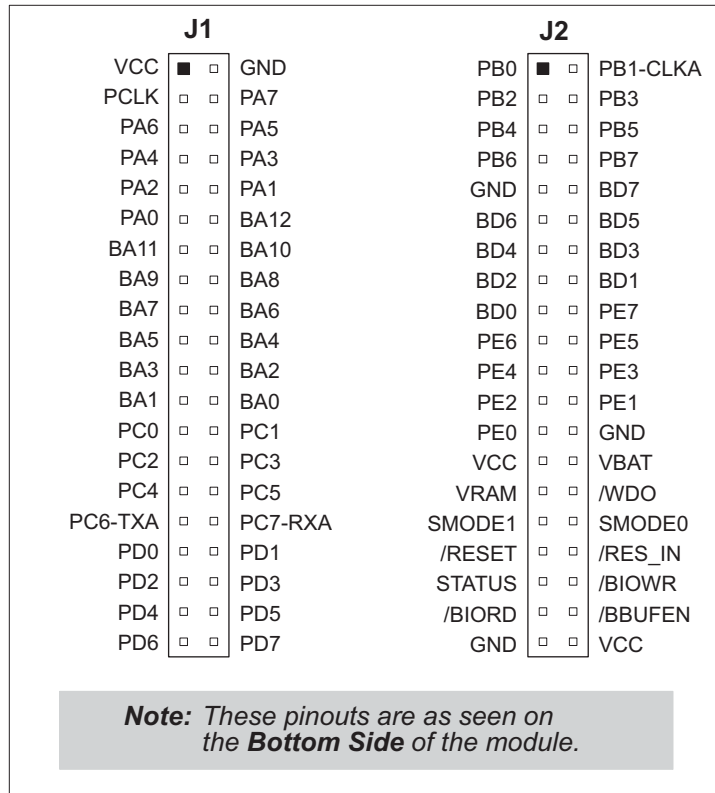 J1
VCC GND
PCLK PA7
PA6 PA5
PA4 PA3
PA2 PA1
PA0 BA12
BA11 BA10
BA9 BA8
BA7 BA6
BA5 BA4
BA3 BA2
BA1 BA0
PC0 PC1
PC2 PC3
PC4 PC5
PC6-TXA PC7-RXA
PD0 PD1
PD2 PD3
PD4 PD5
PD6 PD7
J2
PB0 PB1-CLKA
PB2 PB3
PB4 PB5
PB6 PB7
GND BD7
BD6 BD5
BD4 BD3
BD2 BD1
BD0 PE7
PE6 PE5
PE4 PE3
PE2 PE1
PE0 GND
VCC VBAT
VRAM /WDO
SMODE1 SMODE0
/RESET /RES_IN
STATUS /BIOWR
/BIORD /BBUFEN
GND VCC
Note: These pinouts are as seen on
the Bottom Side of the module.